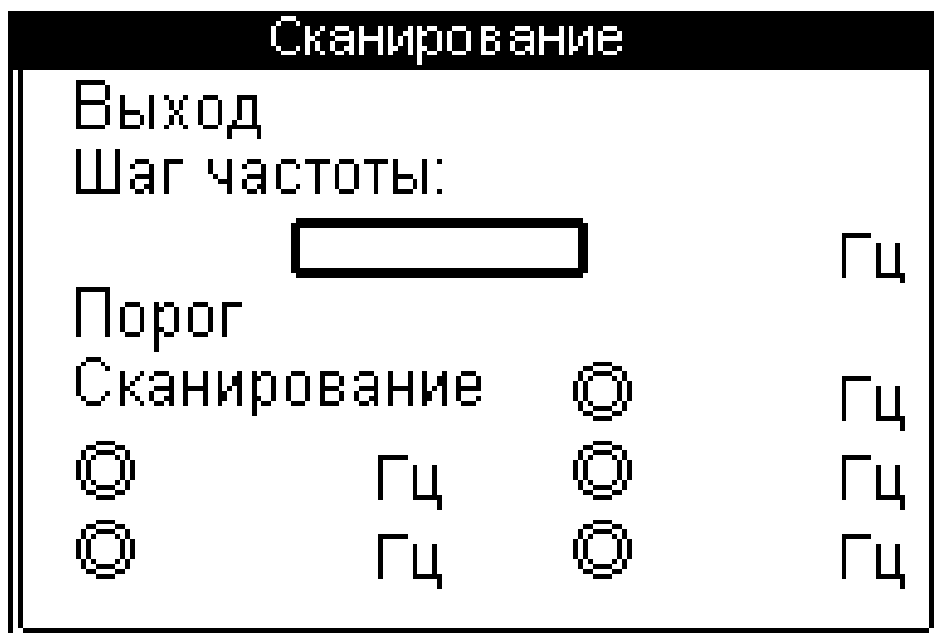 Сканирование
Выход
Шаг частоты:
Гц
Порог
Сканирование Гц
Гц Гц
Гц Гц